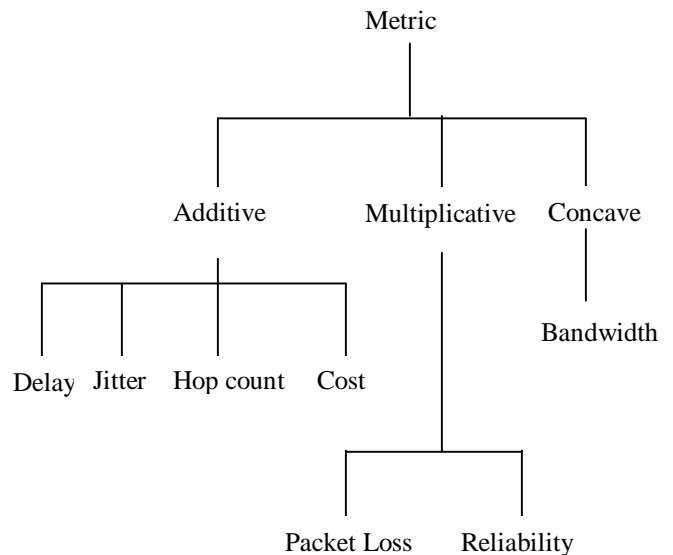 Metric
Additive Multiplicative Concave
Bandwidth
Delay Jitter Hop count Cost
Packet Loss Reliability